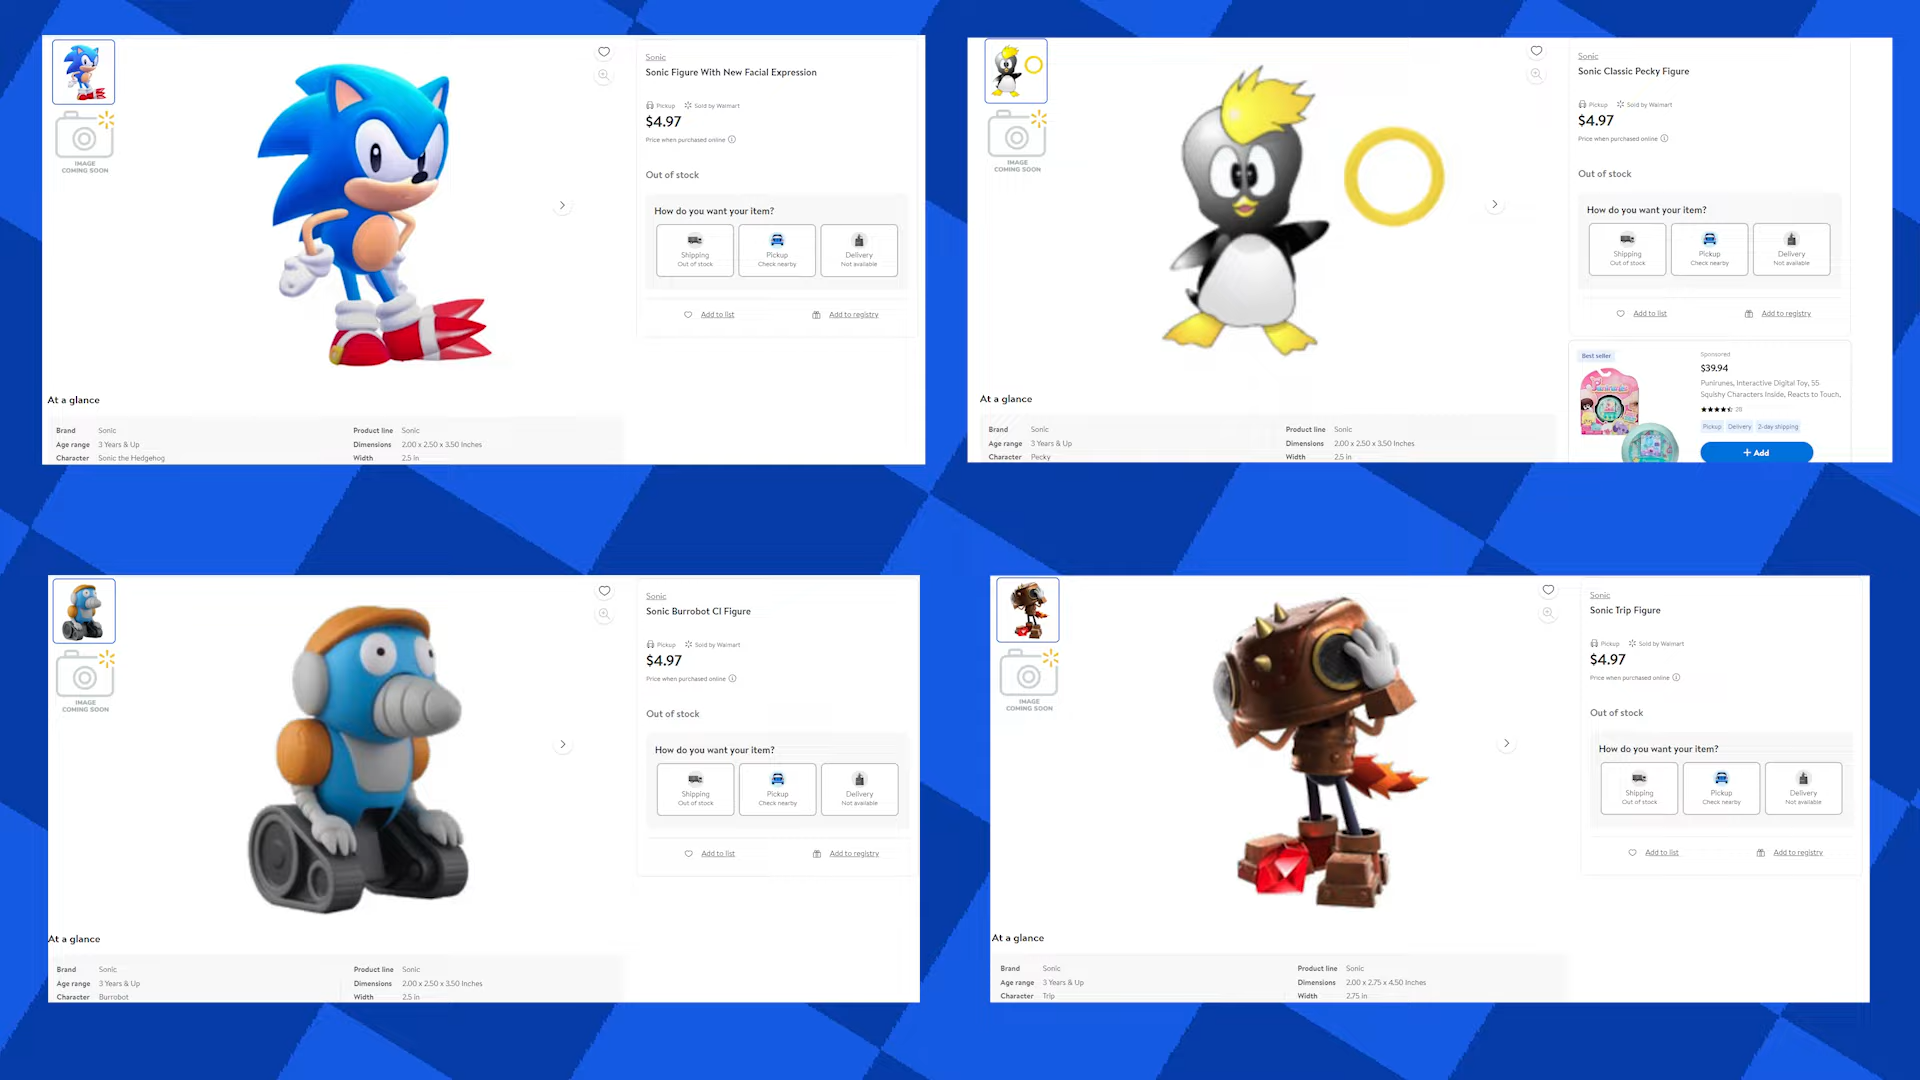 Sonic
Sonic Figure With New Facial Expression
Pickup Sold by Walmart
$4.97
Price when purchased online
IMAGE
COMING SOON
Out of stock
How do you want your item?
Shipping Pickup Delivery
Out of stock Check nearby Not available
Add to list Add to registry
At a glance
Brand Sonic Product line Sonic
Age range 3 Years & Up Dimensions 2.00 x 2.50 x 3.50 Inches
Character Sonic the Hedgehog Width 2.5 in
Sonic
Sonic Classic Pecky Figure
Pickup Sold by Walmart
$4.97
Price when purchased online
IMAGE
COMING SOON
Out of stock
How do you want your item?
Shipping Pickup Delivery
Out of stock Check nearby Not available
Add to list Add to registry
Best seller Sponsored
$39.94
Punirunes, Interactive Digital Toy, 55
Squishy Characters Inside, Reacts to Touch,
28
Pickup Delivery 2-day shipping
+ Add
At a glance
Brand Sonic Product line Sonic
Age range 3 Years & Up Dimensions 2.00 x 2.50 x 3.50 Inches
Character Pecky Width 2.5 in
Sonic
Sonic Burrobot CI Figure
Pickup Sold by Walmart
$4.97
Price when purchased online
IMAGE
COMING SOON
Out of stock
How do you want your item?
Shipping Pickup Delivery
Out of stock Check nearby Not available
Add to list Add to registry
At a glance
Brand Sonic Product line Sonic
Age range 3 Years & Up Dimensions 2.00 x 2.50 x 3.50 Inches
Character Burrobot Width 2.5 in
Sonic
Sonic Trip Figure
Pickup Sold by Walmart
$4.97
Price when purchased online
IMAGE
COMING SOON
Out of stock
How do you want your item?
Shipping Pickup Delivery
Out of stock Check nearby Not available
Add to list Add to registry
At a glance
Brand Sonic Product line Sonic
Age range 3 Years & Up Dimensions 2.00 x 2.75 x 4.50 Inches
Character Trip Width 2.75 in